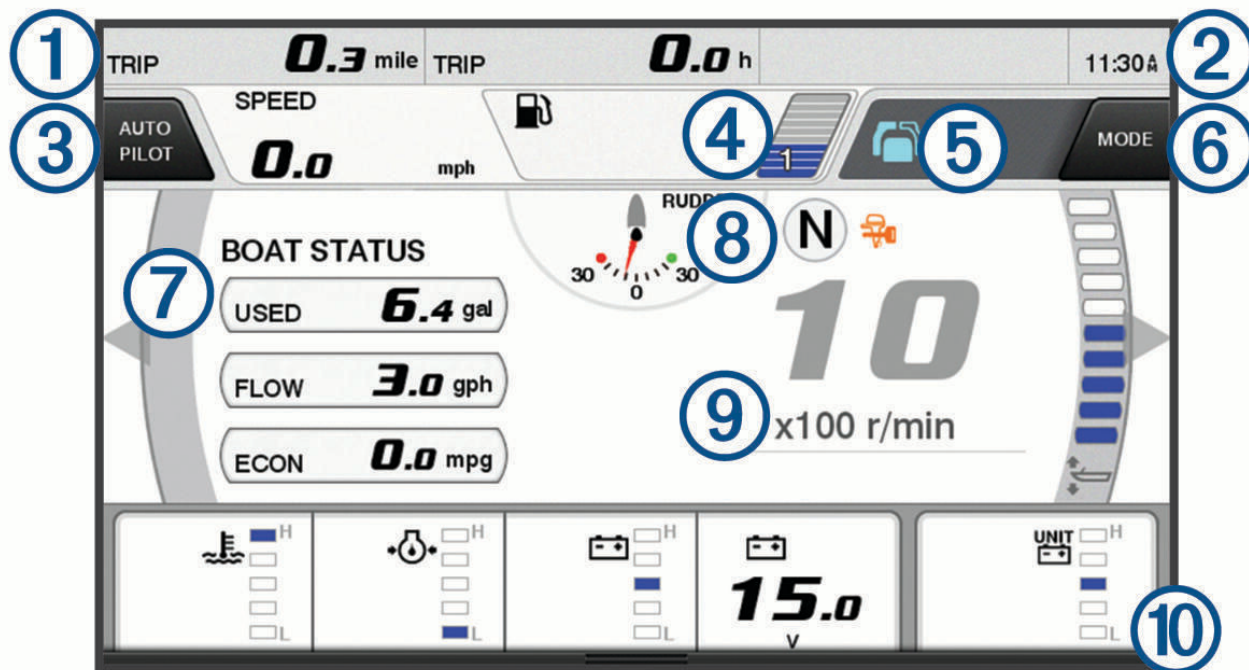 1
TRIP 0.3 mile TRIP 0.0 h 11:30A
2
3
AUTO
PILOT
SPEED
0.0 mph
4
1
5
MODE
6
7
BOAT STATUS
USED 6.4 gal
FLOW 3.0 gph
ECON 0.0 mpg
30 0 30
8
N
10
9
x100 r/min
H
L
H
L
H
L
15.0
V
UNIT
H
L
10